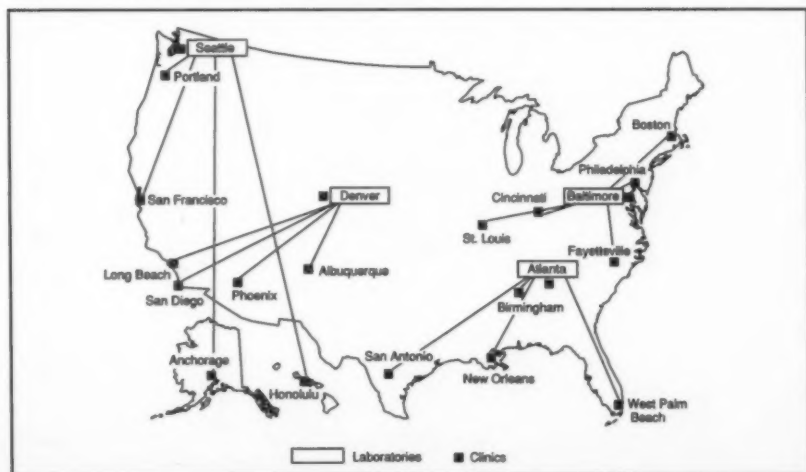 Seattle
Portland
Boston
Philadelphia
San Francisco
Denver
Cincinnati
Baltimore
St. Louis
Fayettsville
Long Beach
Albuquerque
Atlanta
San Diego
Phoenix
Birmingham
Anchorage
San Antonio
Honolulu
New Orleans
West Palm
Beach
Laboratories
Clinics